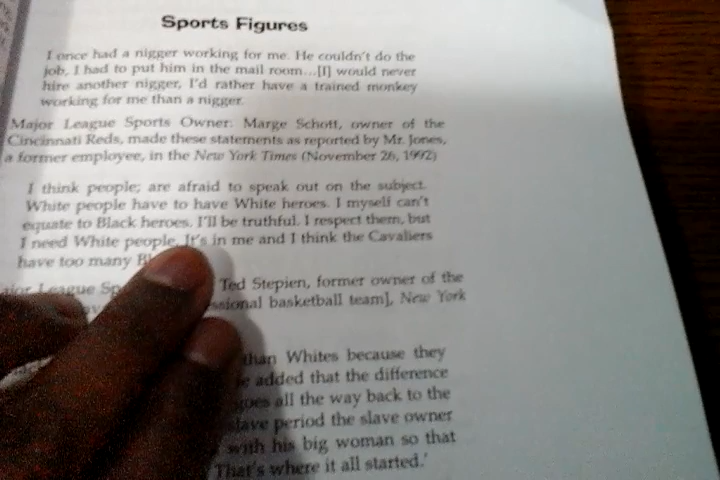 Sports Figures
I once had a nigger working for me. He couldn't do the
job, I had to put him in the mail room...[I] would never
hire another nigger, I'd rather have a trained monkey
working for me than a nigger.
Major League Sports Owner: Marge Schott, owner of the
Cincinnati Reds, made these statements as reported by Mr. Jones,
a former employee, in the New York Times (November 26, 1992)
I think people; are afraid to speak out on the subject.
White people have to have White heroes. I myself can't
equate to Black heroes. I'll be truthful. I respect them, but
I need White people. It's in me and I think the Cavaliers
have too many Bl
League Sp Ted Stepien, former owner of the
basketball team], New York
than Whites because they
added that the difference
goes all the way back to the
slave period the slave owner
with his big woman so that
That's where it all started.'